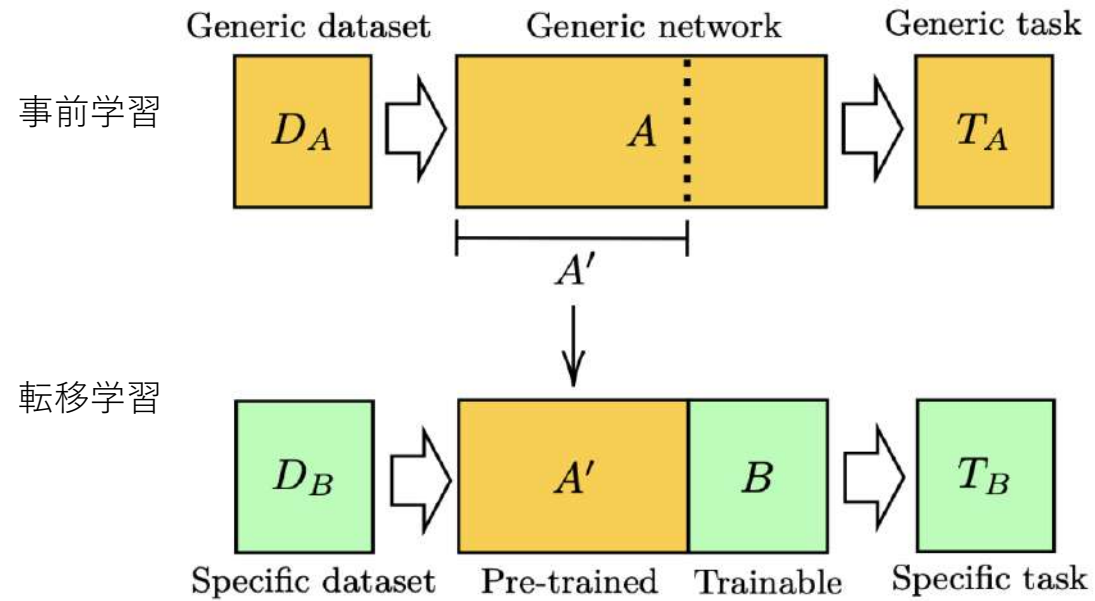 Generic dataset
Generic network
Generic task
事前学習
D_A
A
T_A
A′
転移学習
D_B
A′
B
T_B
Specific dataset
Pre-trained
Trainable
Specific task